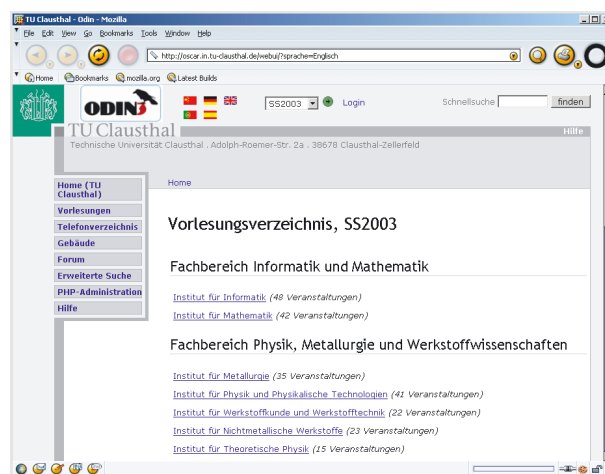 TU Clausthal - Odin - Mozilla
File Edit View Go Bookmarks Tools Window Help
http://oscar.in.tu-clausthal.de/webui/?sprache=Englisch
Home Bookmarks mozilla.org Latest Builds
ODIN SS2003 Login Schnellsuche finden
TU Clausthal Hilfe
Technische Universität Clausthal . Adolph-Roemer-Str. 2a . 38678 Clausthal-Zellerfeld
Home
Home (TU
Clausthal)
Vorlesungen
Telefonverzeichnis
Gebäude
Forum
Erweiterte Suche
PHP-Administration
Hilfe
Vorlesungsverzeichnis, SS2003
Fachbereich Informatik und Mathematik
Institut für Informatik (48 Veranstaltungen)
Institut für Mathematik (42 Veranstaltungen)
Fachbereich Physik, Metallurgie und Werkstoffwissenschaften
Institut für Metallurgie (35 Veranstaltungen)
Institut für Physik und Physikalische Technologien (41 Veranstaltungen)
Institut für Werkstoffkunde und Werkstofftechnik (22 Veranstaltungen)
Institut für Nichtmetallische Werkstoffe (23 Veranstaltungen)
Institut für Theoretische Physik (15 Veranstaltungen)